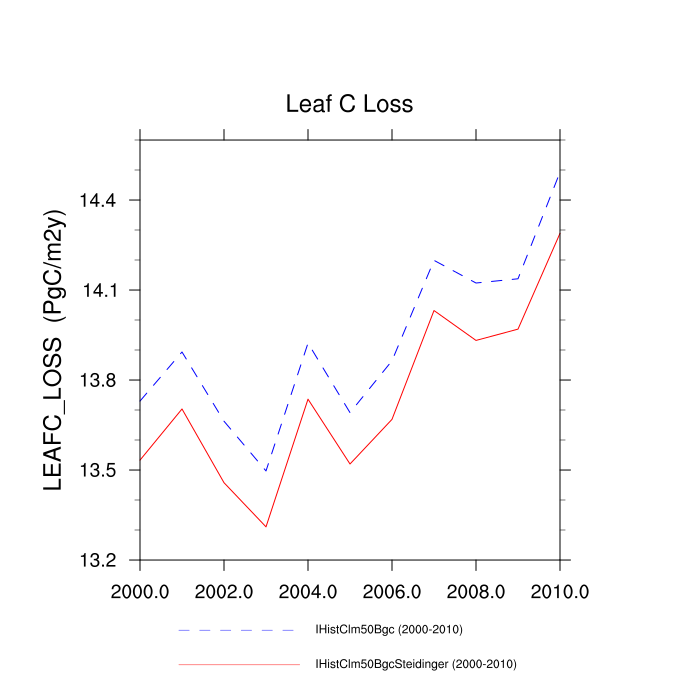 Leaf C Loss
LEAFC_LOSS (PgC/m2y)
14.4
14.1
13.8
13.5
13.2
2000.0 2002.0 2004.0 2006.0 2008.0 2010.0
IHistClm50Bgc (2000-2010)
IHistClm50BgcSteidinger (2000-2010)